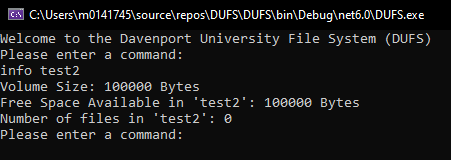 C:\Users\m0141745\source\repos\DUFS\DUFS\bin\Debug\net6.0\DUFS.exe
Welcome to the Davenport University File System (DUFS)
Please enter a command:
info test2
Volume Size: 100000 Bytes
Free Space Available in 'test2': 100000 Bytes
Number of files in 'test2': 0
Please enter a command: